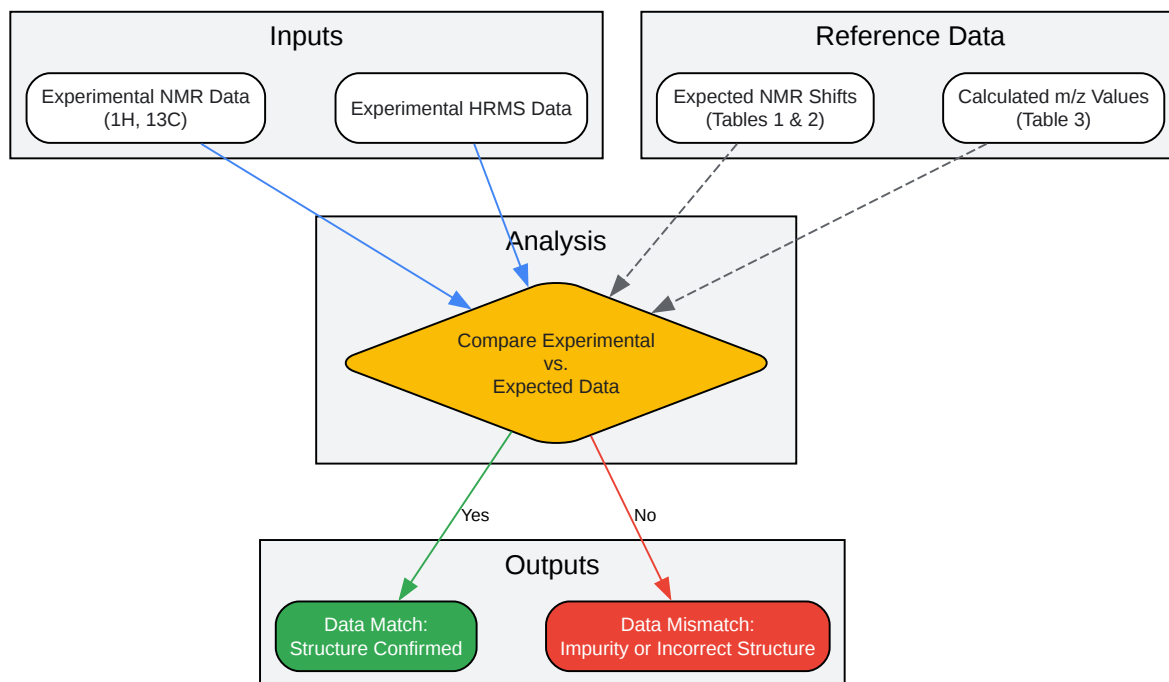 Inputs
Reference Data
Experimental NMR Data
(1H, 13C)
Experimental HRMS Data
Expected NMR Shifts
(Tables 1 & 2)
Calculated m/z Values
(Table 3)
Analysis
Compare Experimental
vs.
Expected Data
Yes
No
Outputs
Data Match:
Structure Confirmed
Data Mismatch:
Impurity or Incorrect Structure